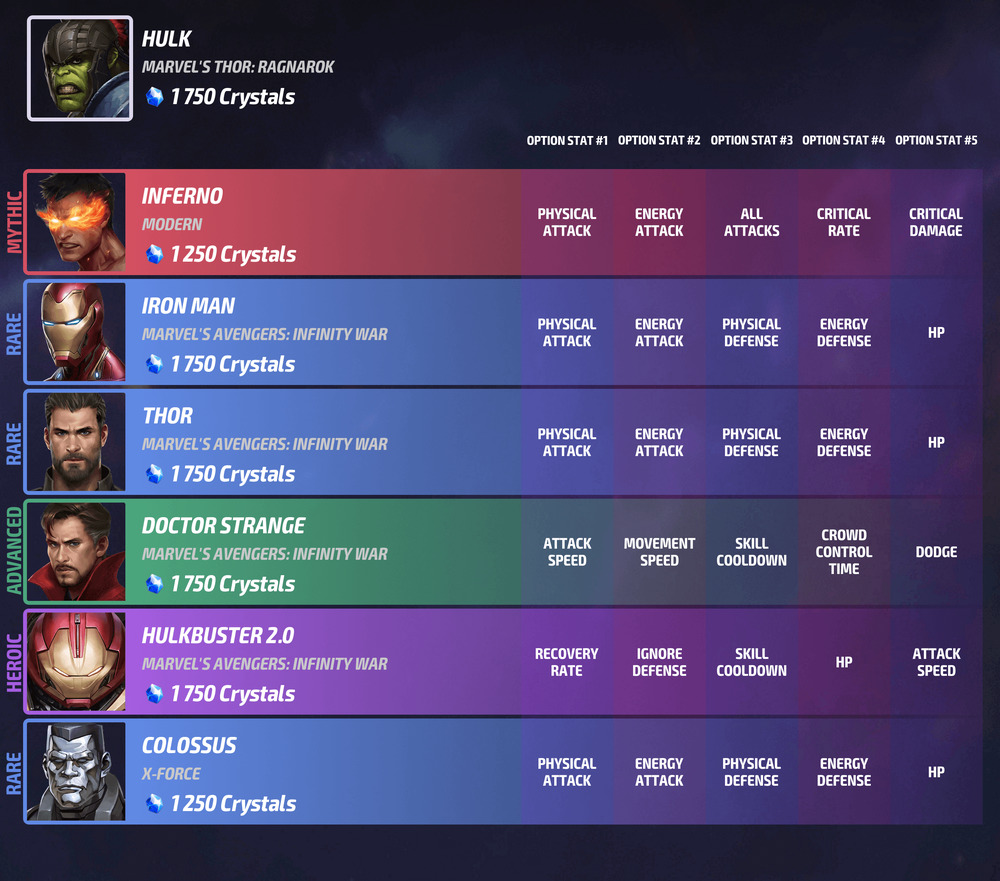 HULK
MARVEL'S THOR: RAGNAROK
1 750 Crystals
OPTION STAT #1 OPTION STAT #2 OPTION STAT #3 OPTION STAT #4 OPTION STAT #5
MYTHIC
INFERNO
MODERN
1 250 Crystals
PHYSICAL
ATTACK
ENERGY
ATTACK
ALL
ATTACKS
CRITICAL
RATE
CRITICAL
DAMAGE
RARE
IRON MAN
MARVEL'S AVENGERS: INFINITY WAR
1 750 Crystals
PHYSICAL
ATTACK
ENERGY
ATTACK
PHYSICAL
DEFENSE
ENERGY
DEFENSE
HP
RARE
THOR
MARVEL'S AVENGERS: INFINITY WAR
1 750 Crystals
PHYSICAL
ATTACK
ENERGY
ATTACK
PHYSICAL
DEFENSE
ENERGY
DEFENSE
HP
ADVANCED
DOCTOR STRANGE
MARVEL'S AVENGERS: INFINITY WAR
1 750 Crystals
ATTACK
SPEED
MOVEMENT
SPEED
SKILL
COOLDOWN
CROWD
CONTROL
TIME
DODGE
HEROIC
HULKBUSTER 2.0
MARVEL'S AVENGERS: INFINITY WAR
1 750 Crystals
RECOVERY
RATE
IGNORE
DEFENSE
SKILL
COOLDOWN
HP
ATTACK
SPEED
RARE
COLOSSUS
X-FORCE
1 250 Crystals
PHYSICAL
ATTACK
ENERGY
ATTACK
PHYSICAL
DEFENSE
ENERGY
DEFENSE
HP